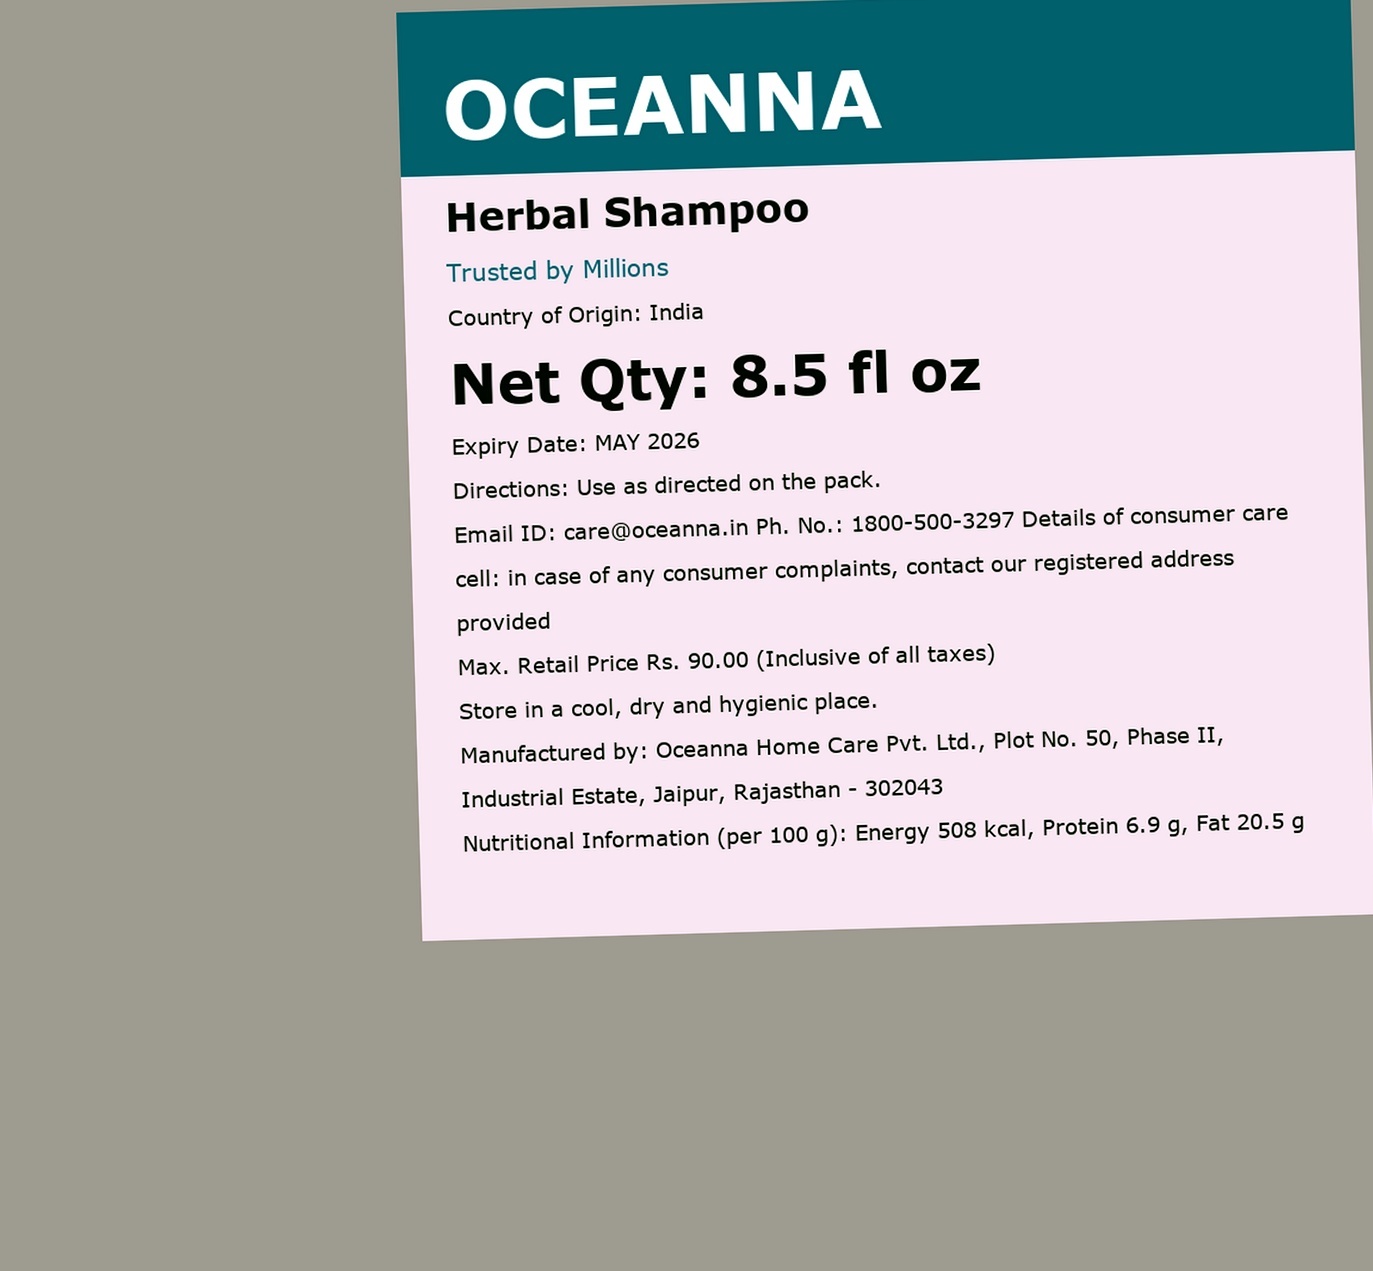 OCEANNA
Herbal Shampoo
Trusted by Millions
Country of Origin: India
Net Qty: 8.5 fl oz
Expiry Date: MAY 2026
Directions: Use as directed on the pack.
Email ID: care@oceanna.in Ph. No.: 1800-500-3297 Details of consumer care
cell: in case of any consumer complaints, contact our registered address
provided
Max. Retail Price Rs. 90.00 (Inclusive of all taxes)
Store in a cool, dry and hygienic place.
Manufactured by: Oceanna Home Care Pvt. Ltd., Plot No. 50, Phase II,
Industrial Estate, Jaipur, Rajasthan - 302043
Nutritional Information (per 100 g): Energy 508 kcal, Protein 6.9 g, Fat 20.5 g